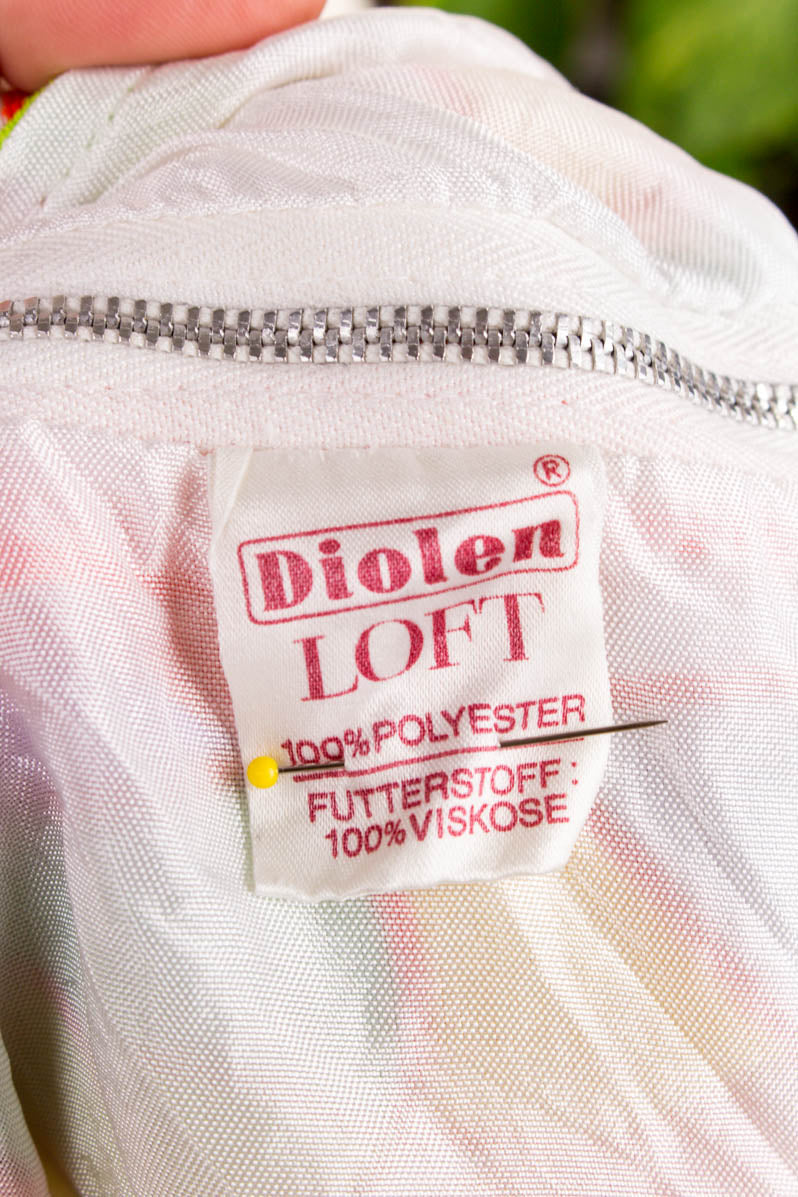 ®
Diolen
LOFT
100% POLYESTER
FUTTERSTOFF:
100% VISKOSE